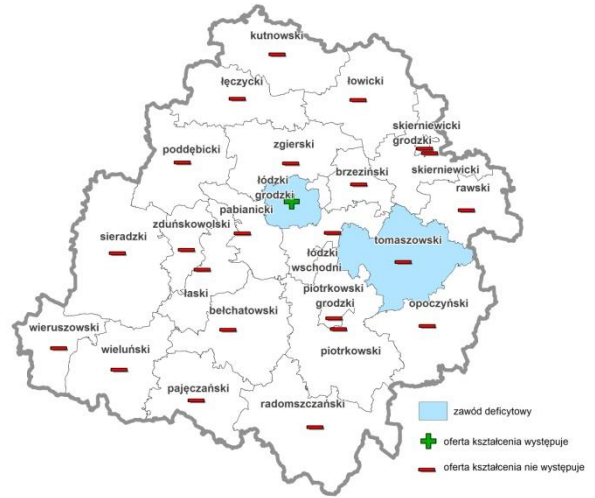 kutnowski
łęczycki
łowicki
skierniewicki
grodzki
zgierski
poddębicki
brzeziński
skierniewicki
łódzki
grodzki
rawski
pabianicki
zduńskowolski
sieradzki
tomaszowski
łódzki
wschodni
łaski
piotrkowski
grodzki
opoczyński
bełchatowski
wieruszowski
wieluński
piotrkowski
pajęczański
radomszczański
zawód deficytowy
oferta kształcenia występuje
oferta kształcenia nie występuje